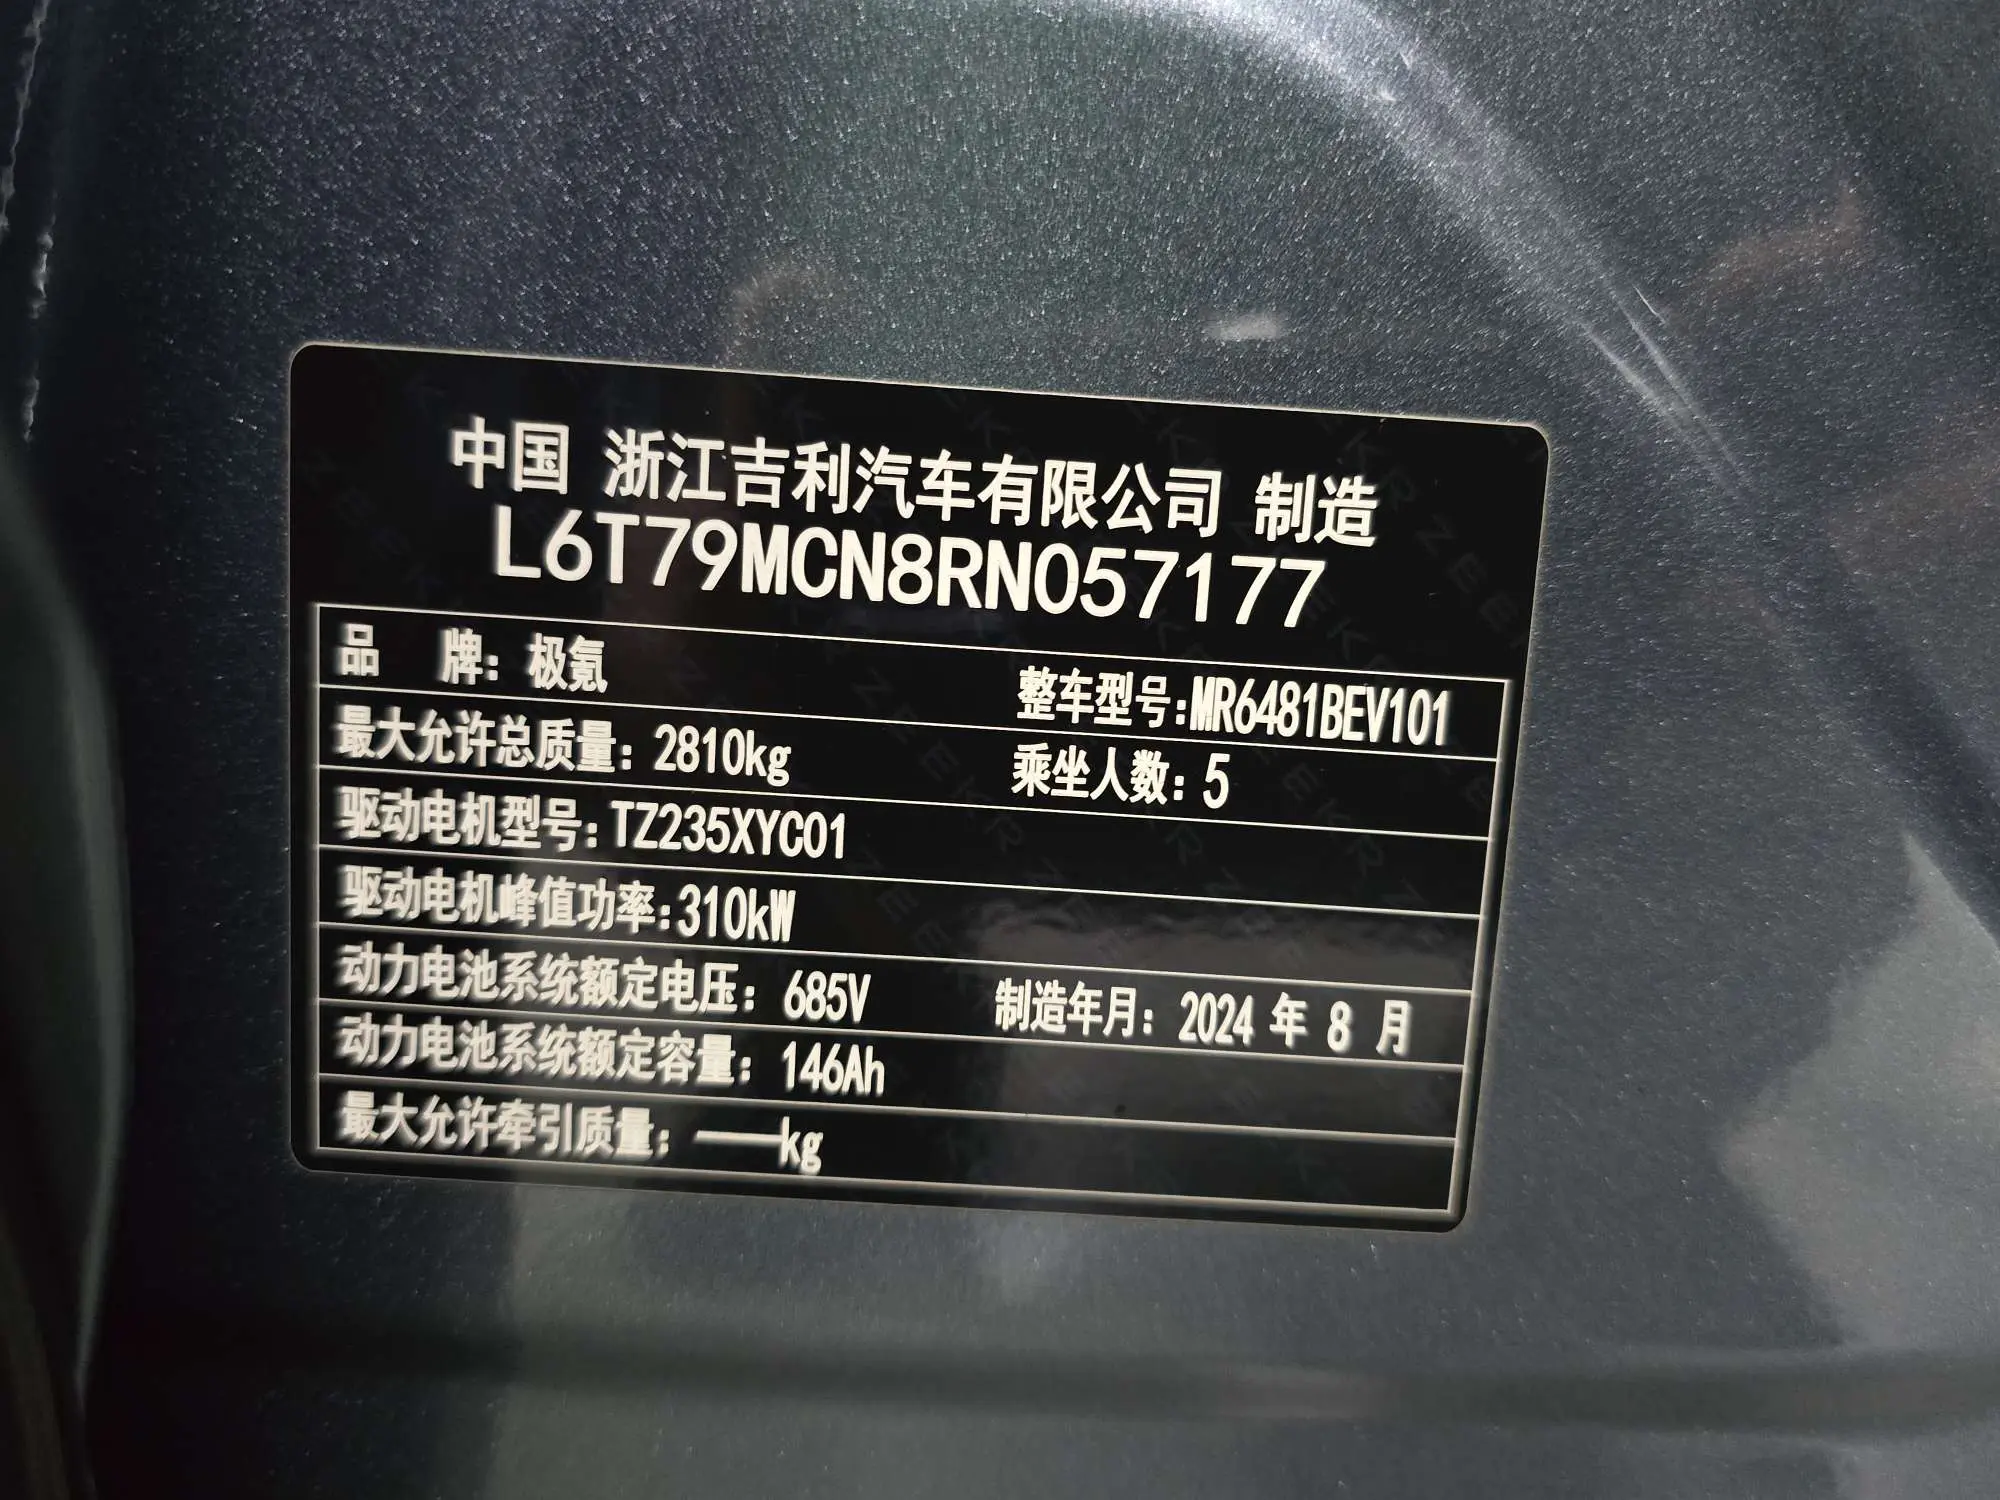 中国 浙江吉利汽车有限公司 制造
L6T79MCN8RN057177
品 牌：极氪 整车型号：MR6481BEV101
最大允许总质量：2810kg 乘坐人数：5
驱动电机型号：TZ235XYC01
驱动电机峰值功率：310kW
动力电池系统额定电压：685V 制造年月：2024 年 8 月
动力电池系统额定容量：146Ah
最大允许牵引质量：——kg